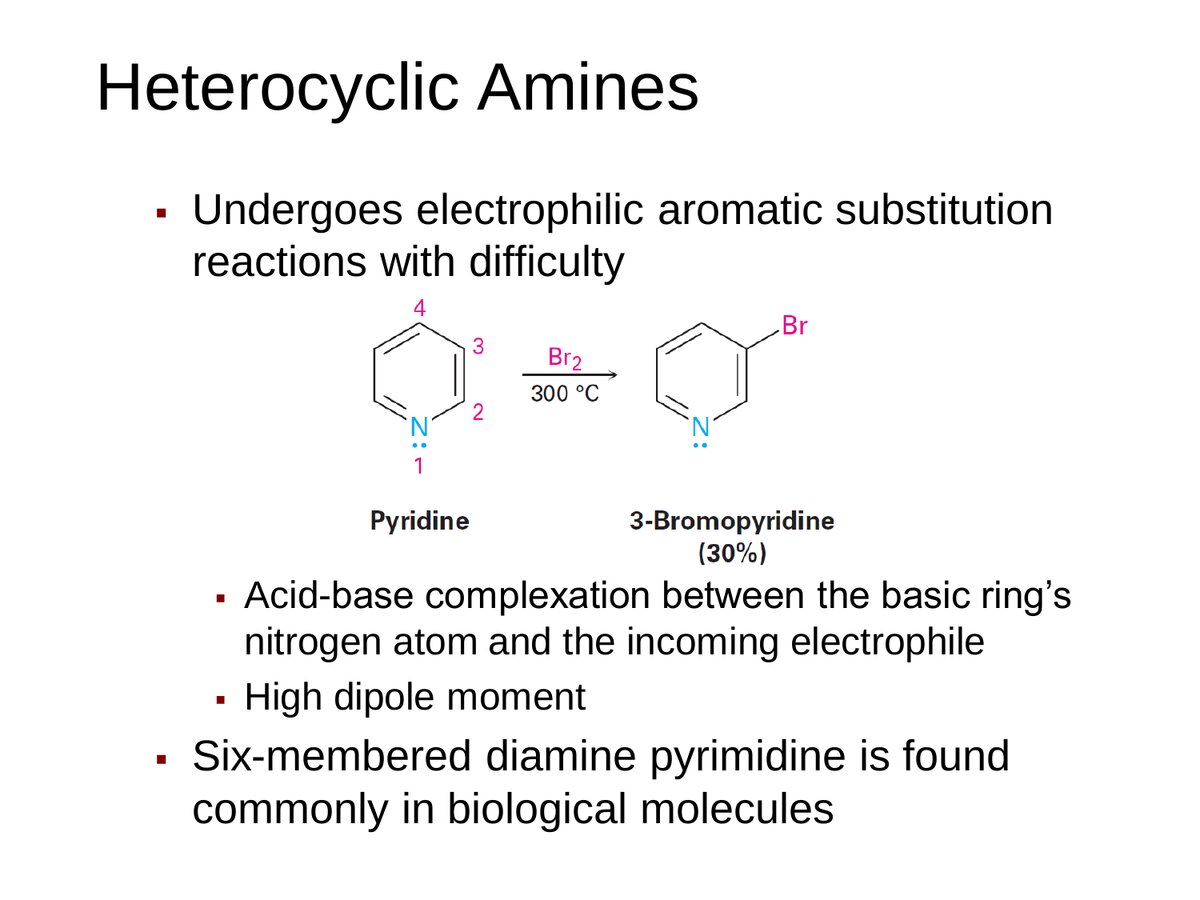 Heterocyclic Amines
▪ Undergoes electrophilic aromatic substitution
reactions with difficulty
4
3
2
N
1
Br2
300 °C
Br
N
Pyridine
3-Bromopyridine
(30%)
▪ Acid-base complexation between the basic ring’s
nitrogen atom and the incoming electrophile
▪ High dipole moment
▪ Six-membered diamine pyrimidine is found
commonly in biological molecules